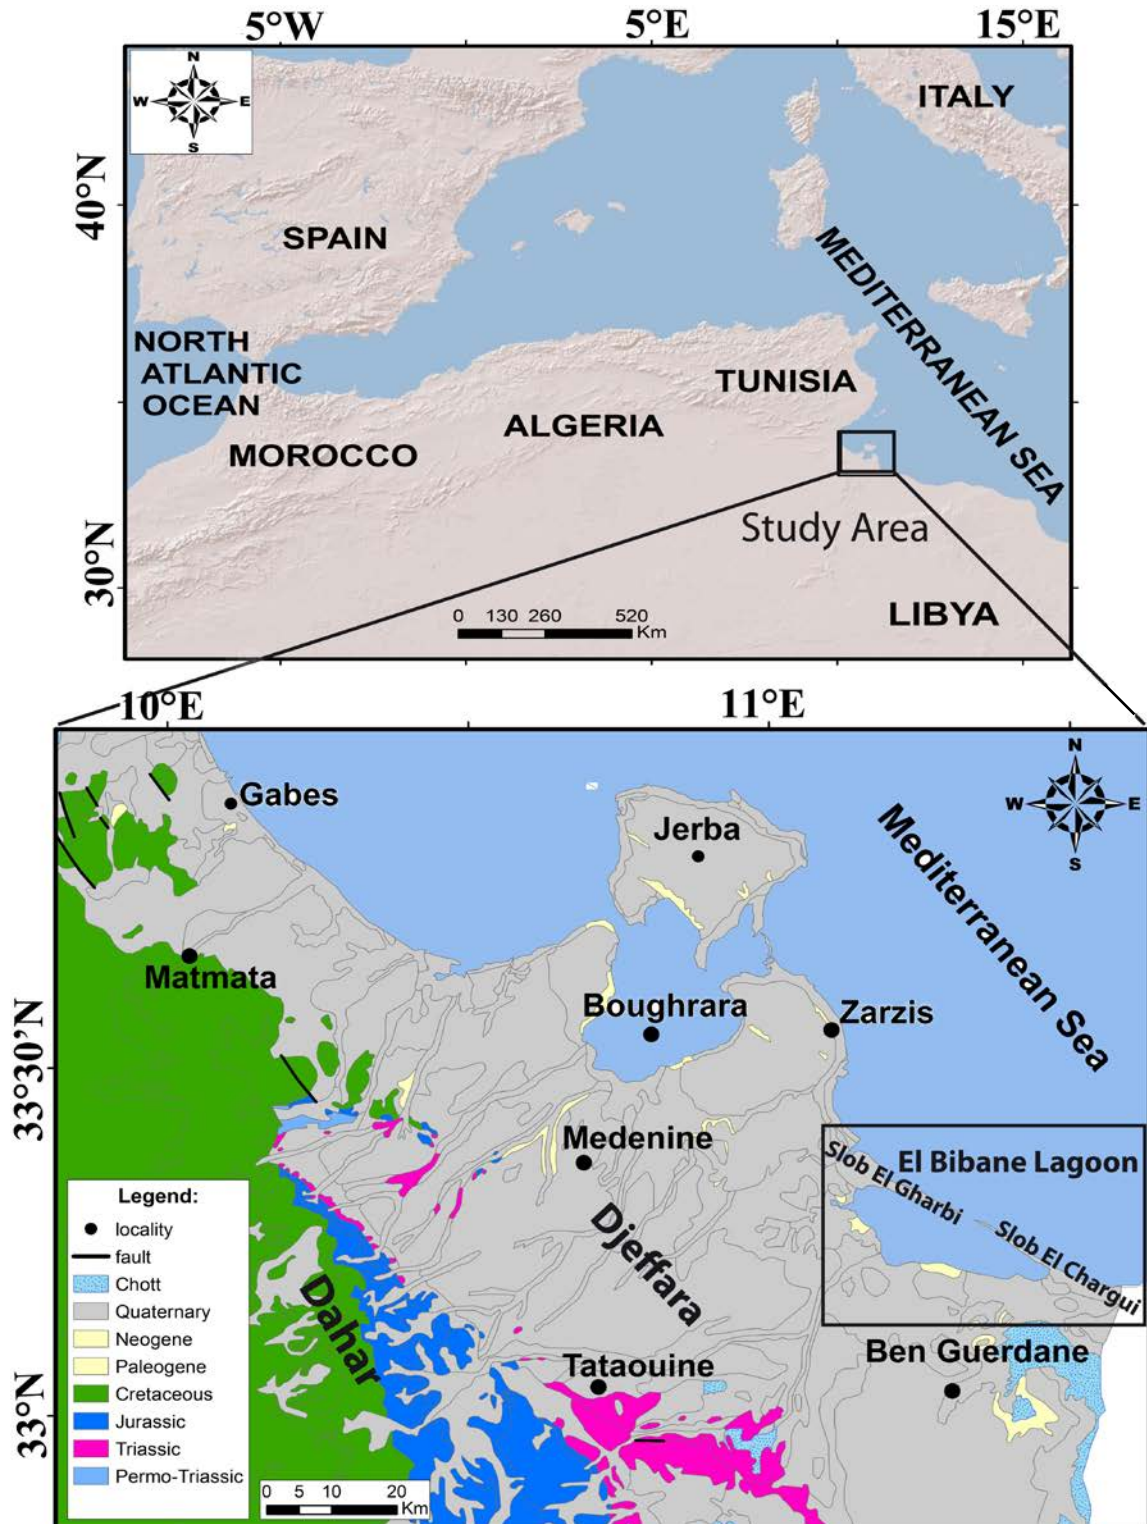 5°W 5°E 15°E
N
W E
S
ITALY
40°N
SPAIN
MEDITERRANEAN SEA
NORTH
ATLANTIC
OCEAN
TUNISIA
ALGERIA
MOROCCO
Study Area
30°N
LIBYA
0 130 260 520
Km
10°E 11°E
N
W E
S
Gabes
Jerba
Mediterranean Sea
Matmata
Boughrara
Zarzis
33°30’N
Medenine
El Bibane Lagoon
Slob El Gharbi
Slob El Chargui
Djeffara
Dahar
Ben Guerdane
Tataouine
33°N
Legend:
locality
fault
Chott
Quaternary
Neogene
Paleogene
Cretaceous
Jurassic
Triassic
Permo-Triassic
0 5 10 20
Km